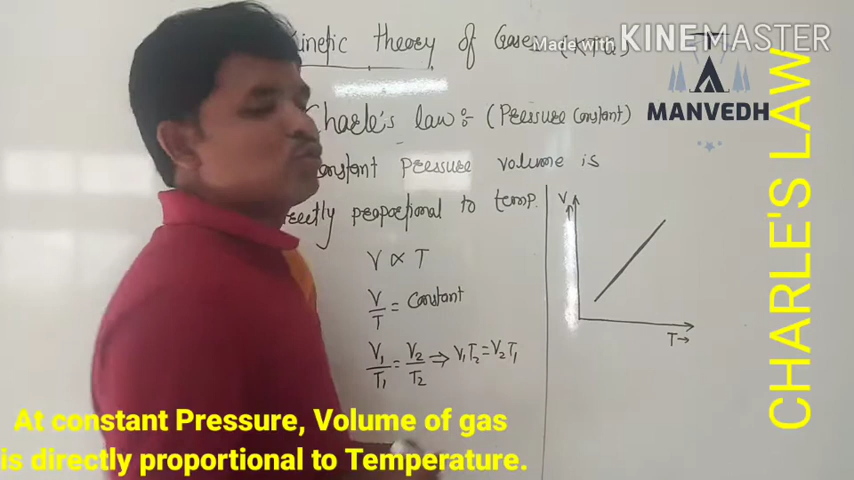 inetic theory of Gases (KTG)
Made with KINEMASTER
MANVEDH
Charle's law :- (Pressure Constant)
onstant Pressure volume is
rectly proportional to temp.
V ∝ T
V/T = Constant
V₁/T₁ = V₂/T₂ ⇒ V₁T₂ = V₂T₁
V↑
T→
CHARLE'S LAW
At constant Pressure, Volume of gas
is directly proportional to Temperature.